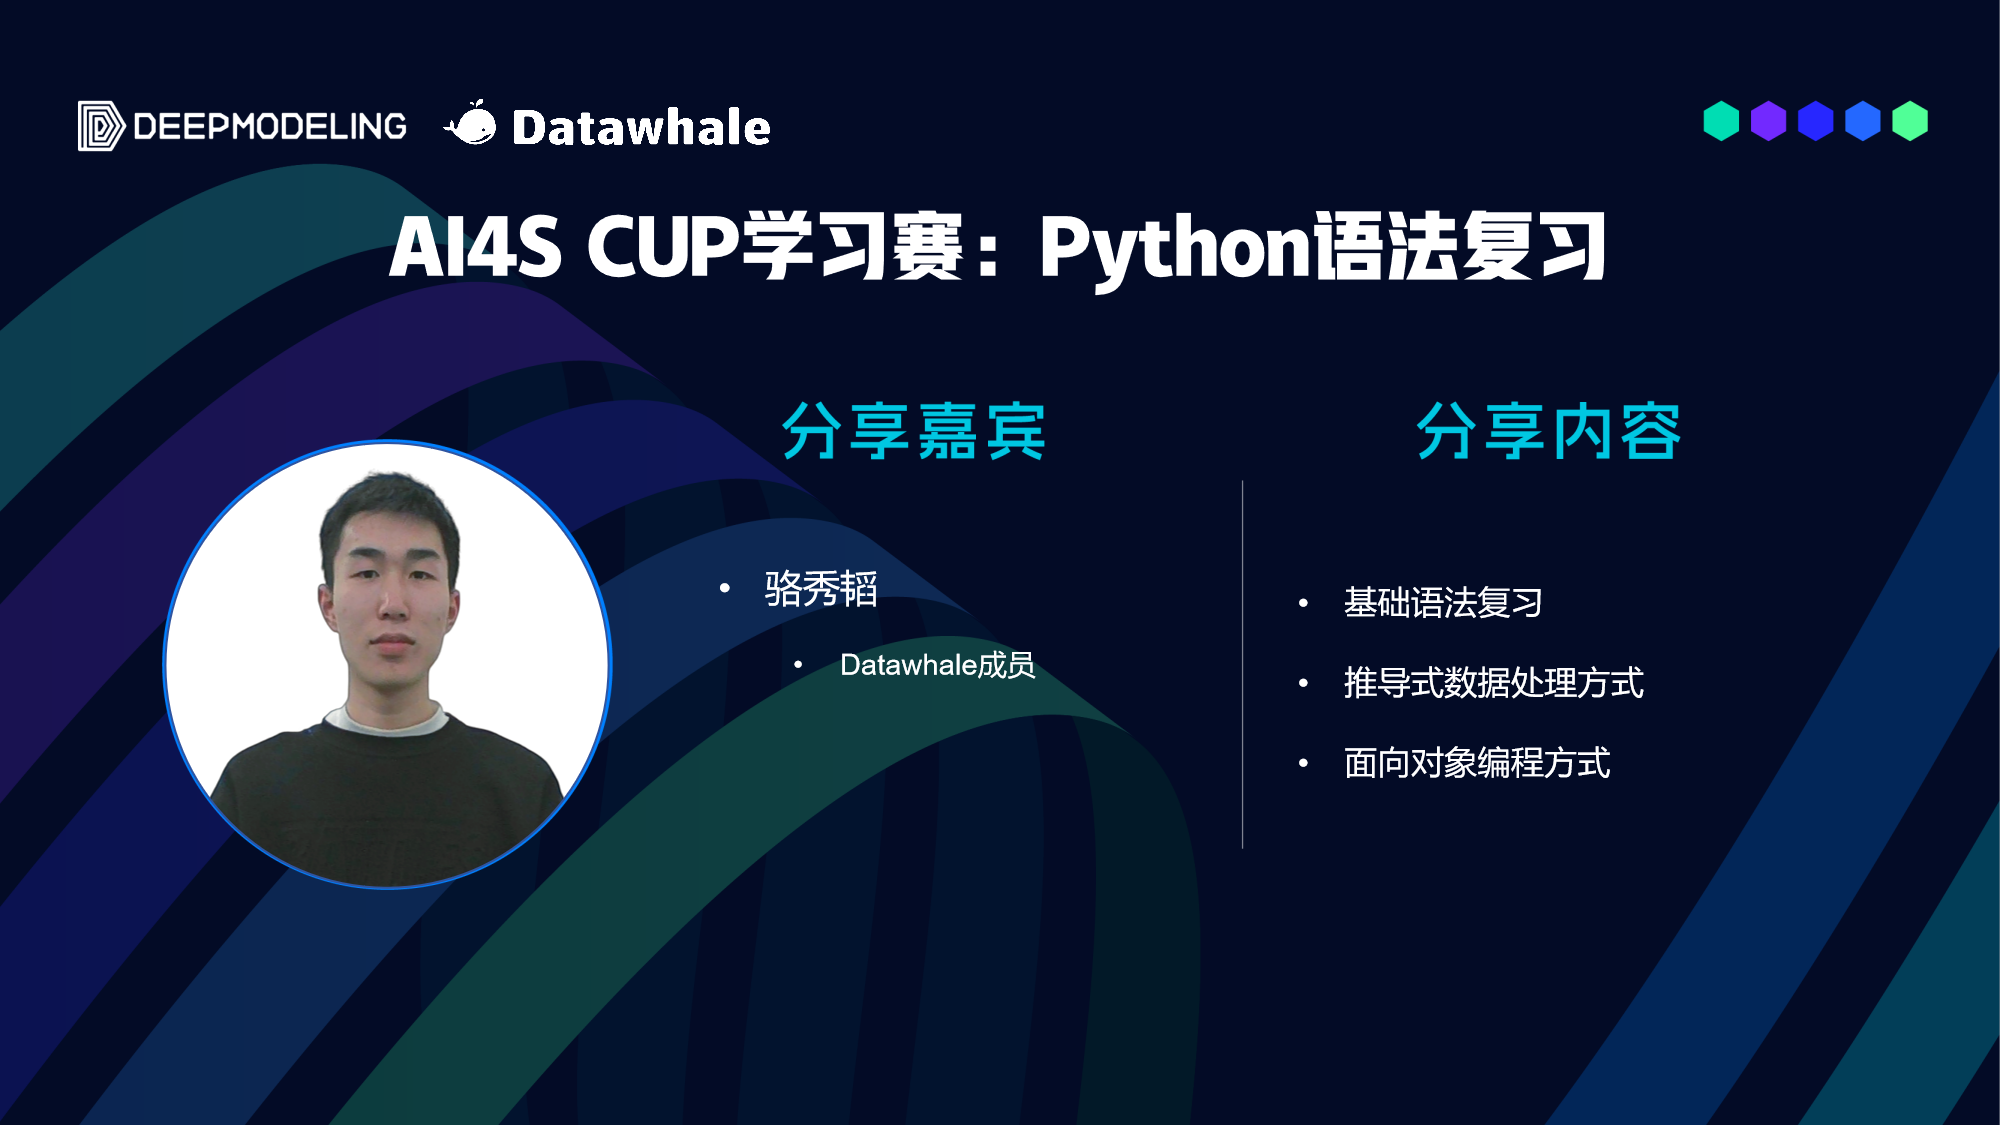 DEEPMODELING
Datawhale
AI4S CUP学习赛：Python语法复习
分享嘉宾
• 骆秀韬
• Datawhale成员
分享内容
• 基础语法复习
• 推导式数据处理方式
• 面向对象编程方式